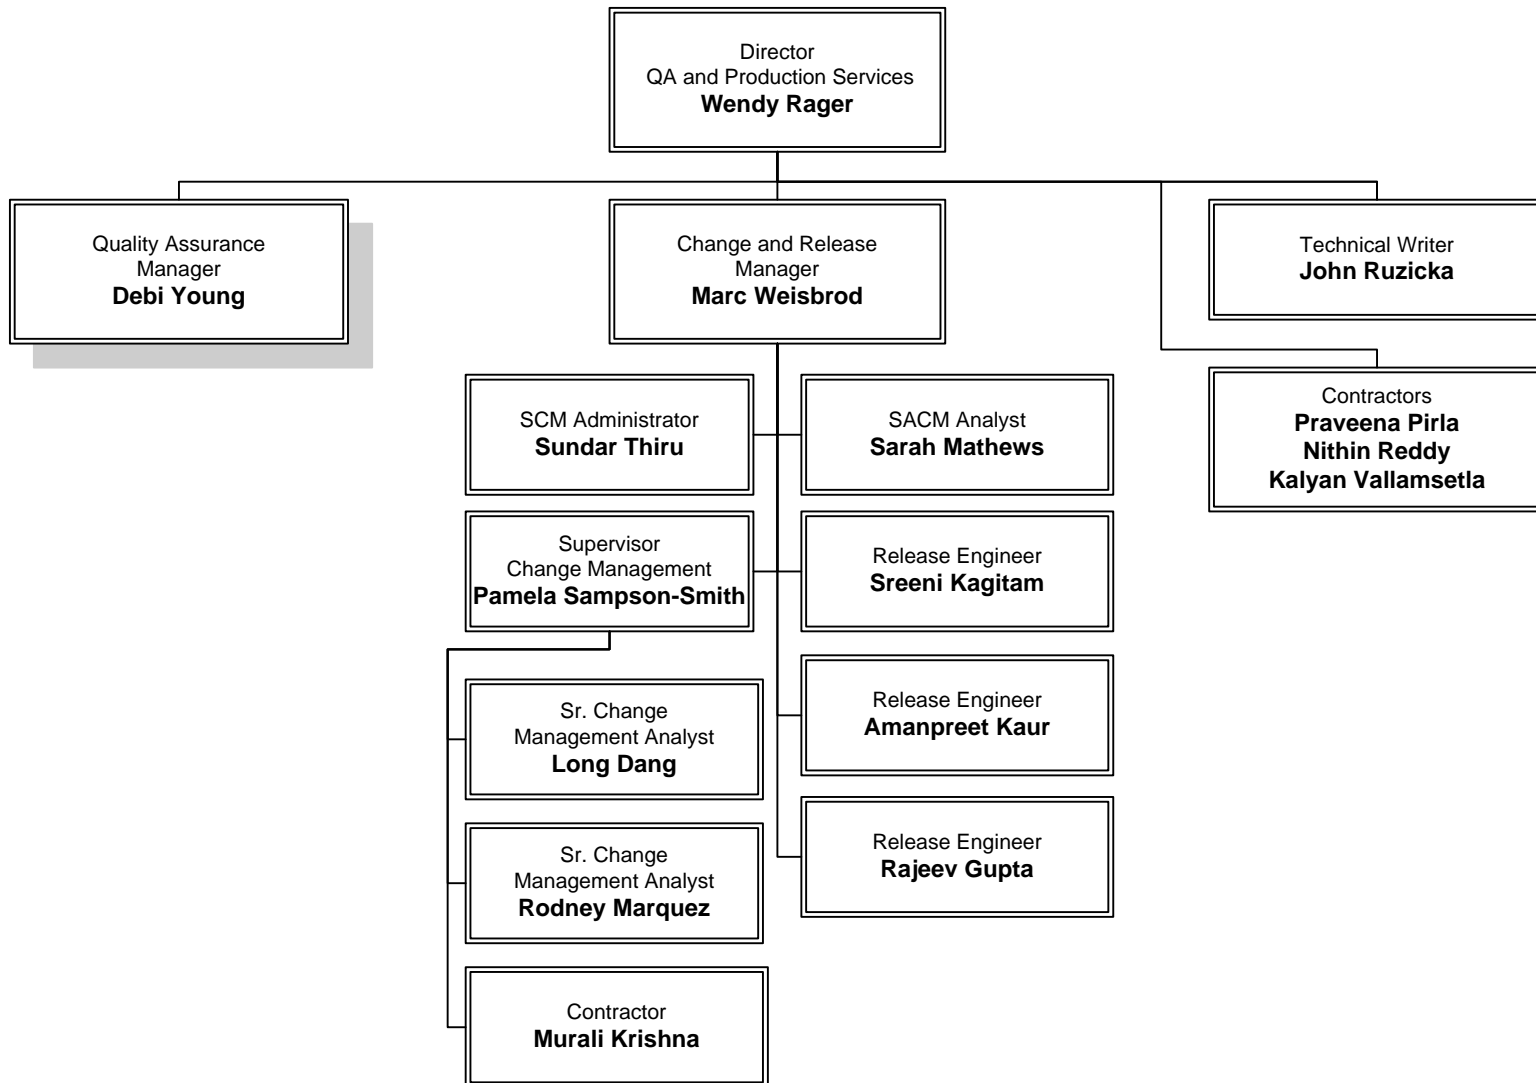 Director
QA and Production Services
Wendy Rager
Quality Assurance
Manager
Debi Young
Change and Release
Manager
Marc Weisbrod
Technical Writer
John Ruzicka
Contractors
Praveena Pirla
Nithin Reddy
Kalyan Vallamsetla
SCM Administrator
Sundar Thiru
SACM Analyst
Sarah Mathews
Supervisor
Change Management
Pamela Sampson-Smith
Release Engineer
Sreeni Kagitam
Sr. Change
Management Analyst
Long Dang
Release Engineer
Amanpreet Kaur
Sr. Change
Management Analyst
Rodney Marquez
Release Engineer
Rajeev Gupta
Contractor
Murali Krishna